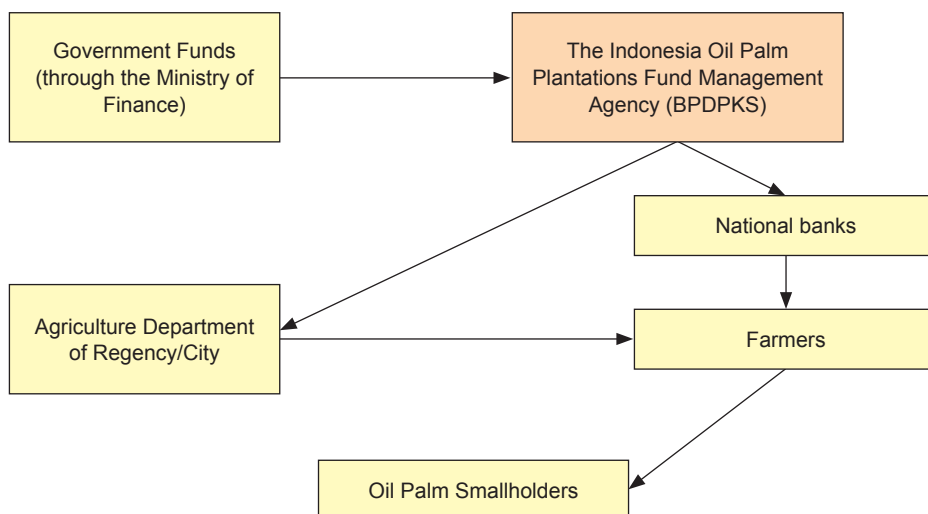 Government Funds
(through the Ministry of
Finance)
The Indonesia Oil Palm
Plantations Fund Management
Agency (BPDPKS)
National banks
Agriculture Department
of Regency/City
Farmers
Oil Palm Smallholders